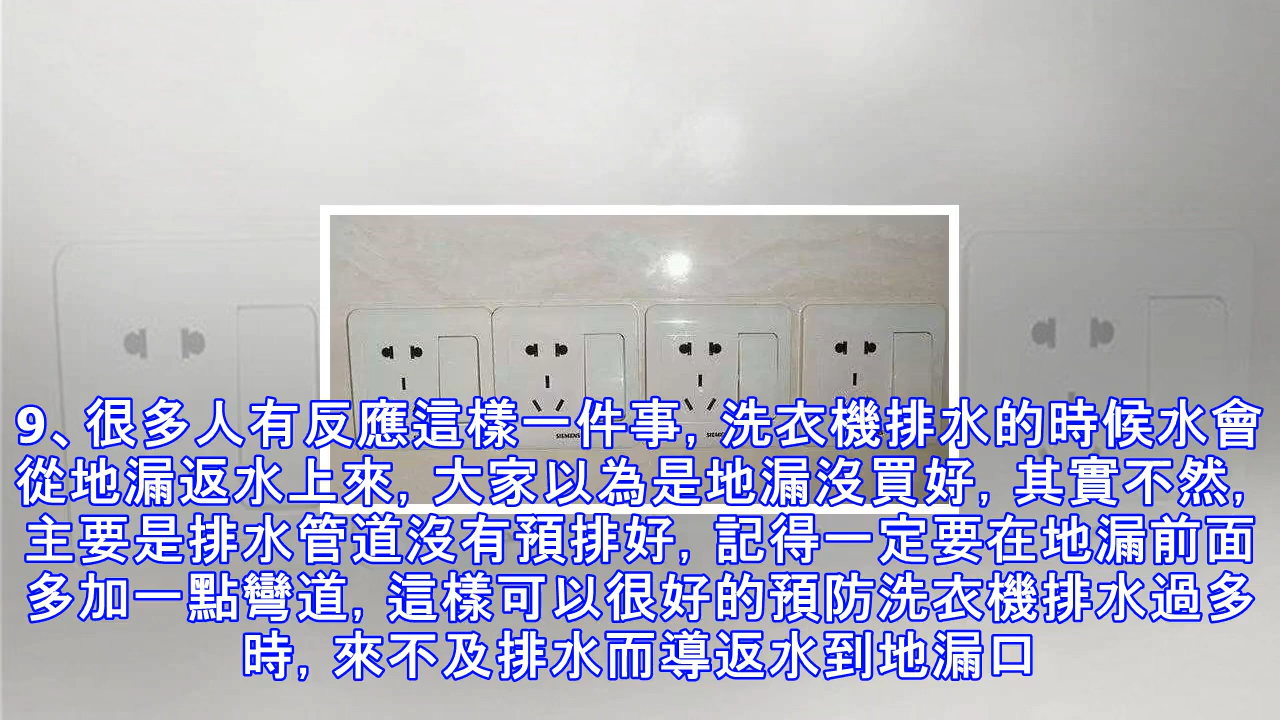 9、很多人有反應這樣一件事, 洗衣機排水的時候水會
從地漏返水上來, 大家以為是地漏沒買好, 其實不然,
主要是排水管道沒有預排好, 記得一定要在地漏前面
多加一點彎道, 這樣可以很好的預防洗衣機排水過多
時, 來不及排水而導返水到地漏口
SIEMENS